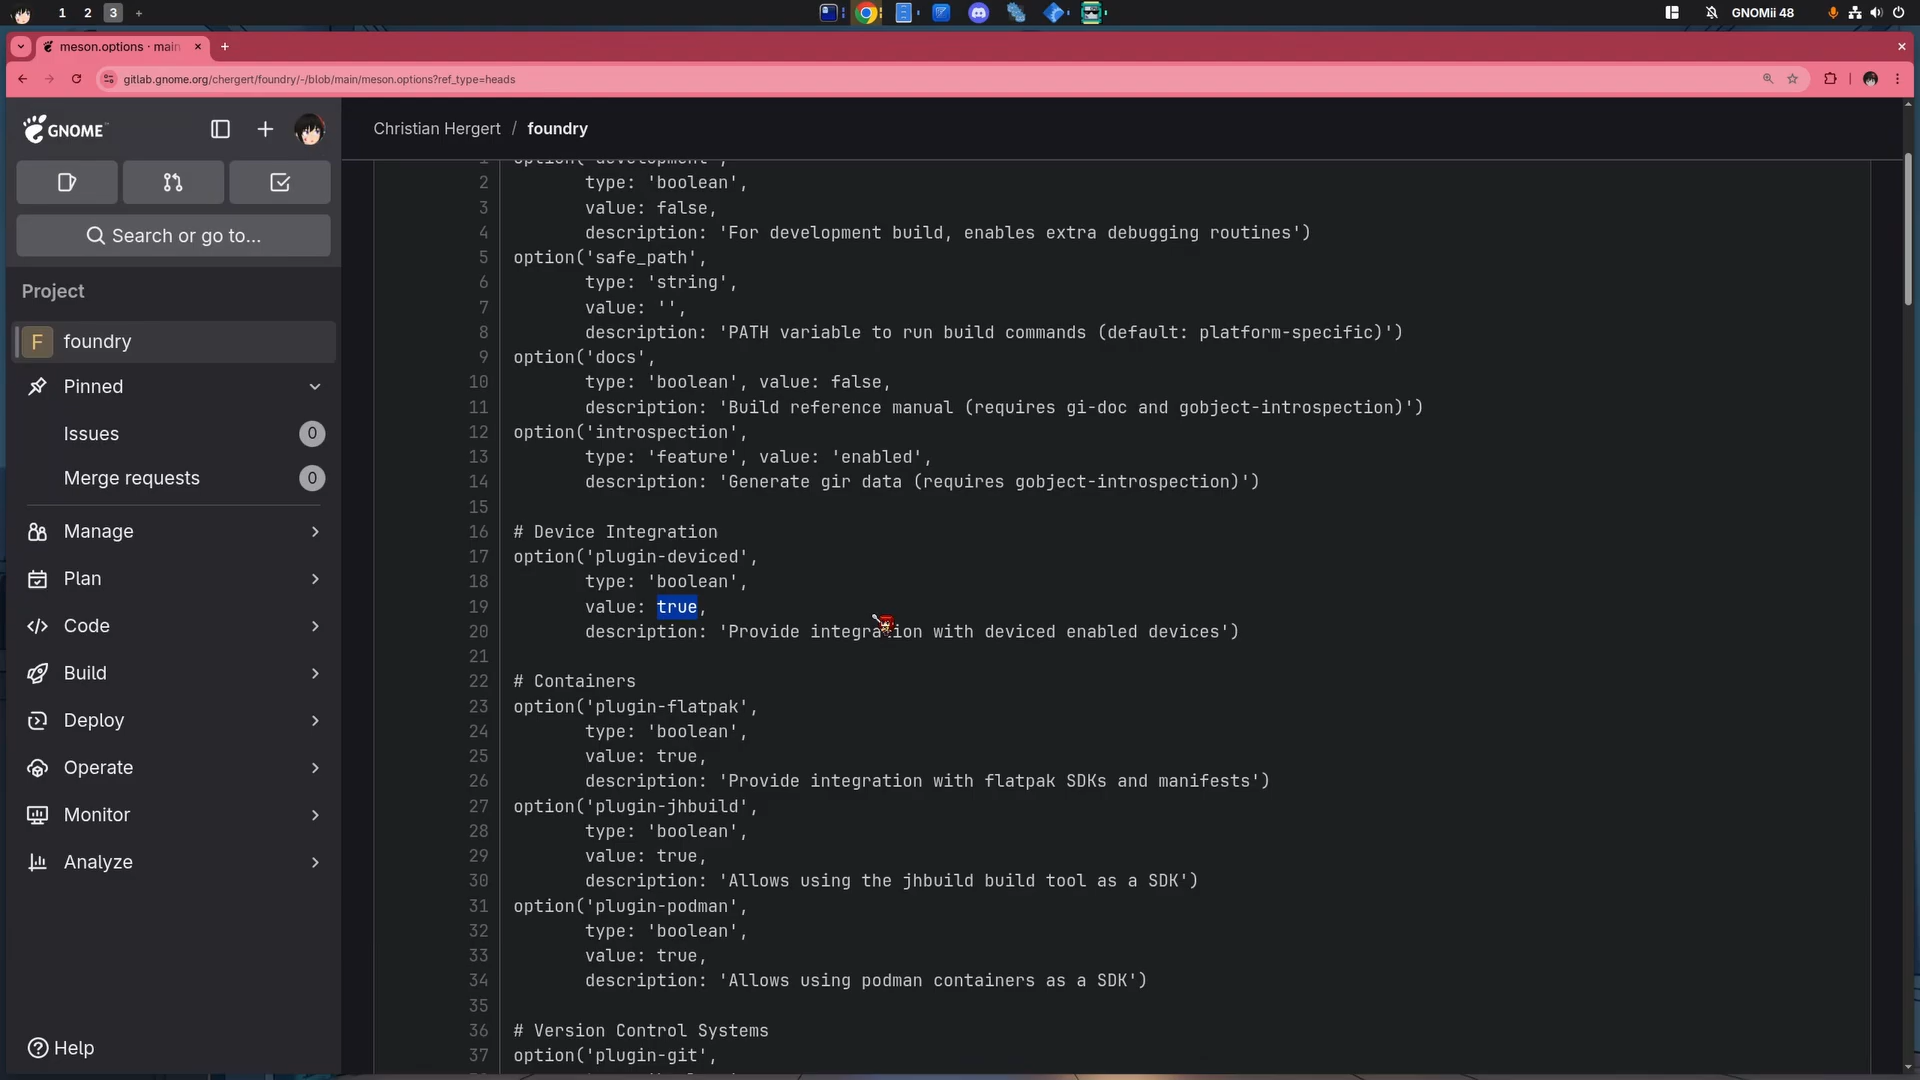 1 2 3 +
GNOMii 48
meson.options · main
gitlab.gnome.org/chergert/foundry/-/blob/main/meson.options?ref_type=heads
GNOME
Christian Hergert / foundry
Search or go to...
Project
F foundry
Pinned
Issues 0
Merge requests 0
Manage
Plan
Code
Build
Deploy
Operate
Monitor
Analyze
Help
1 option('development',
2 type: 'boolean',
3 value: false,
4 description: 'For development build, enables extra debugging routines')
5 option('safe_path',
6 type: 'string',
7 value: '',
8 description: 'PATH variable to run build commands (default: platform-specific)')
9 option('docs',
10 type: 'boolean', value: false,
11 description: 'Build reference manual (requires gi-doc and gobject-introspection)')
12 option('introspection',
13 type: 'feature', value: 'enabled',
14 description: 'Generate gir data (requires gobject-introspection)')
15
16 # Device Integration
17 option('plugin-deviced',
18 type: 'boolean',
19 value: true,
20 description: 'Provide integration with deviced enabled devices')
21
22 # Containers
23 option('plugin-flatpak',
24 type: 'boolean',
25 value: true,
26 description: 'Provide integration with flatpak SDKs and manifests')
27 option('plugin-jhbuild',
28 type: 'boolean',
29 value: true,
30 description: 'Allows using the jhbuild build tool as a SDK')
31 option('plugin-podman',
32 type: 'boolean',
33 value: true,
34 description: 'Allows using podman containers as a SDK')
35
36 # Version Control Systems
37 option('plugin-git',